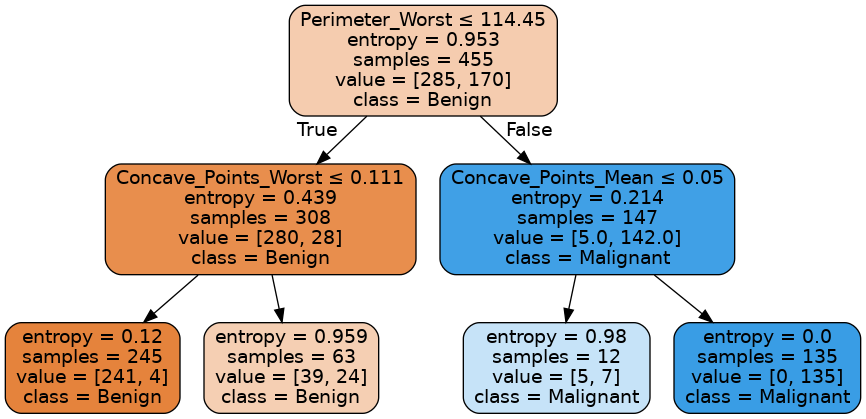 Perimeter_Worst ≤ 114.45
entropy = 0.953
samples = 455
value = [285, 170]
class = Benign
True
False
Concave_Points_Worst ≤ 0.111
entropy = 0.439
samples = 308
value = [280, 28]
class = Benign
Concave_Points_Mean ≤ 0.05
entropy = 0.214
samples = 147
value = [5.0, 142.0]
class = Malignant
entropy = 0.12
samples = 245
value = [241, 4]
class = Benign
entropy = 0.959
samples = 63
value = [39, 24]
class = Benign
entropy = 0.98
samples = 12
value = [5, 7]
class = Malignant
entropy = 0.0
samples = 135
value = [0, 135]
class = Malignant